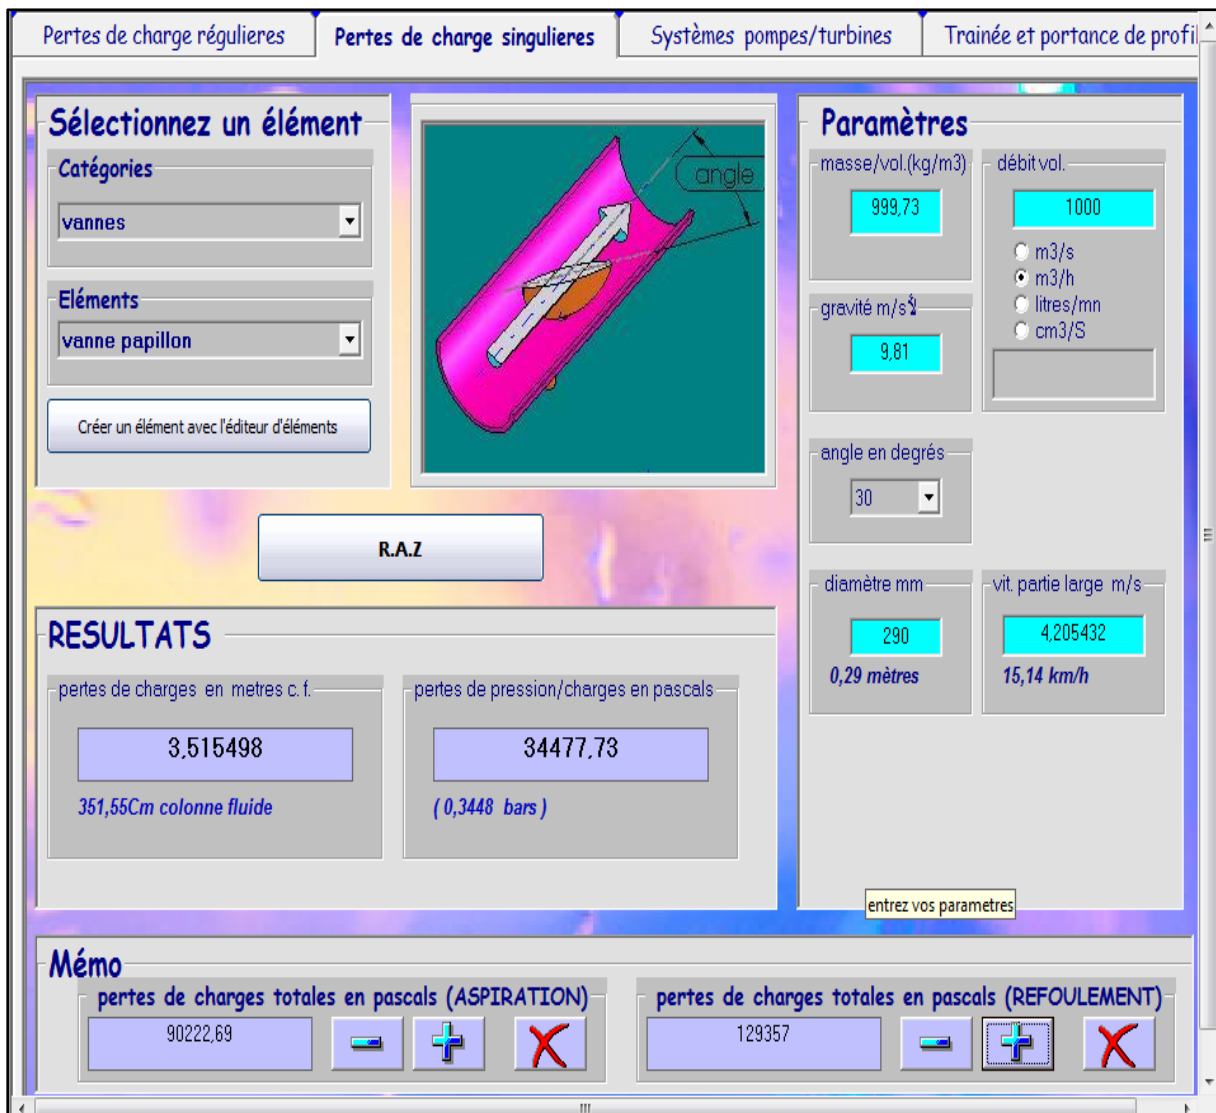 Pertes de charge régulieres
Pertes de charge singulieres
Systèmes pompes/turbines
Trainée et portance de profi
Sélectionnez un élément
Catégories
vannes
Eléments
vanne papillon
Créer un élément avec l'éditeur d'éléments
angle
R.A.Z
Paramètres
masse/vol.(kg/m3)
999,73
débit vol.
1000
m3/s
m3/h
litres/mn
cm3/S
gravité m/s
9,81
angle en degrés
30
diamètre mm
290
0,29 mètres
vit. partie large m/s
4,205432
15,14 km/h
RESULTATS
pertes de charges en metres c. f.
3,515498
351,55Cm colonne fluide
pertes de pression/charges en pascals
34477,73
( 0,3448 bars )
entrez vos parametres
Mémo
pertes de charges totales en pascals (ASPIRATION)
90222,69
pertes de charges totales en pascals (REFOULEMENT)
129357